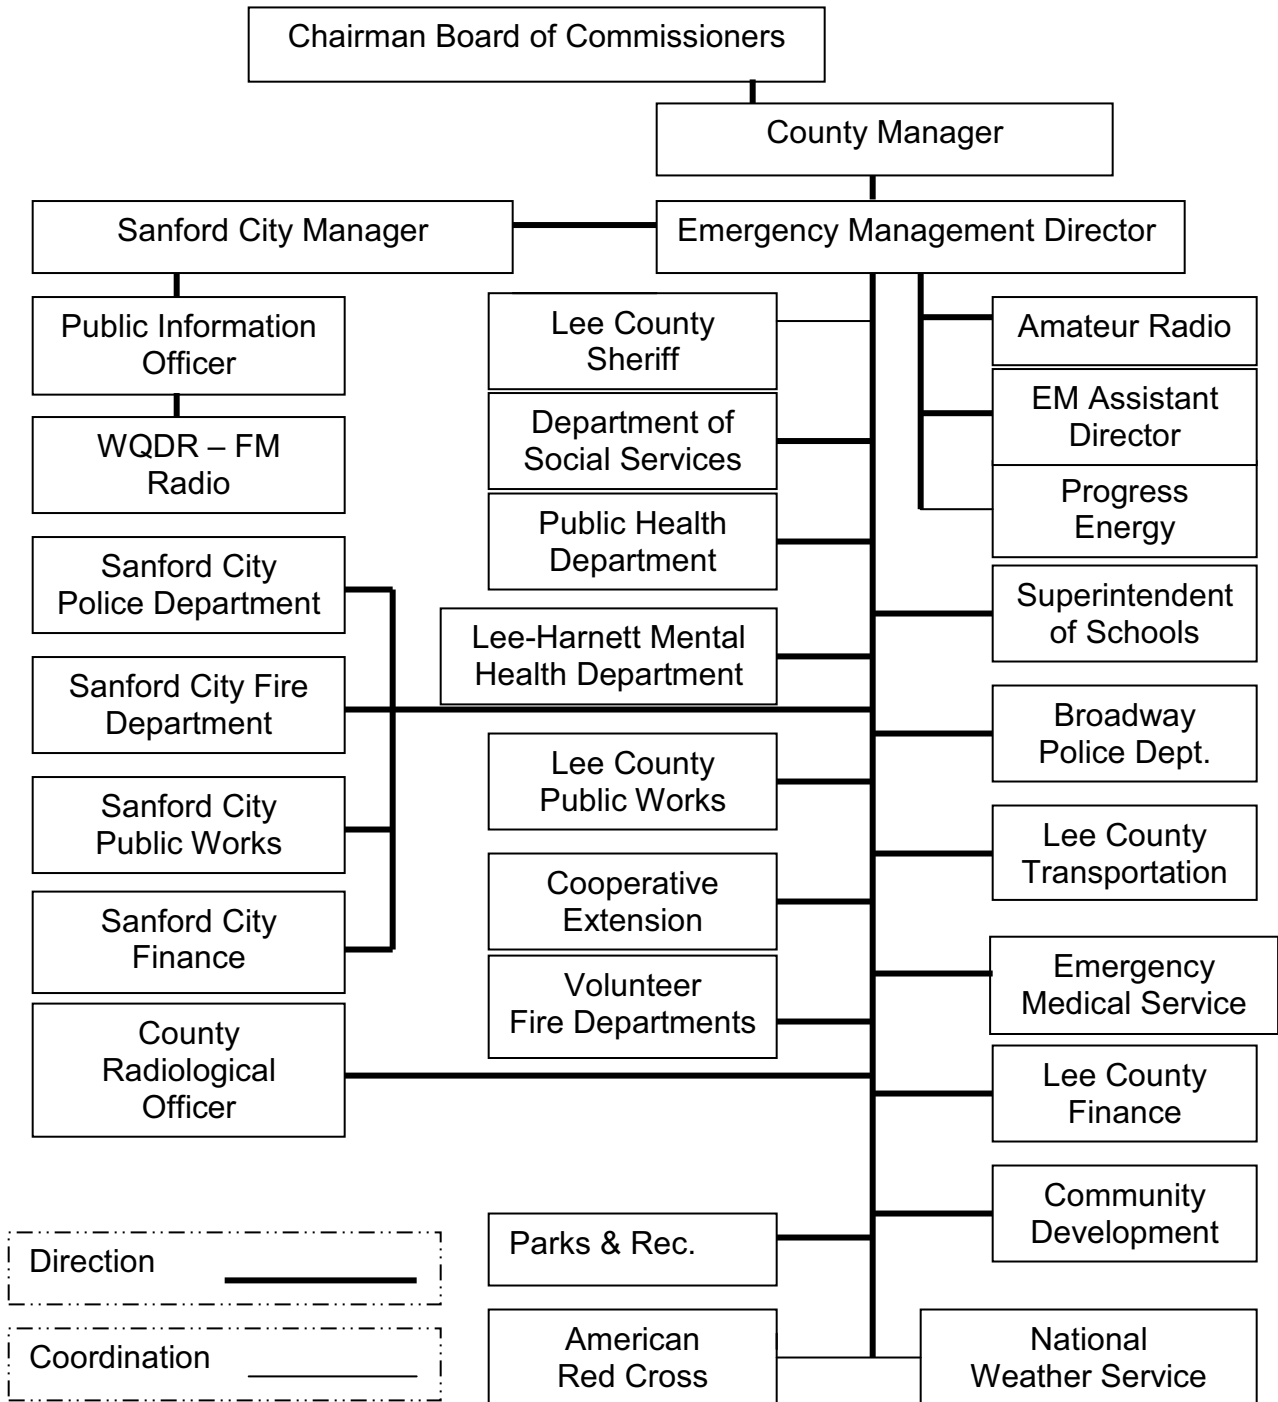 Chairman Board of Commissioners
County Manager
Sanford City Manager
Emergency Management Director
Public Information
Officer
WQDR – FM
Radio
Sanford City
Police Department
Sanford City Fire
Department
Sanford City
Public Works
Sanford City
Finance
County
Radiological
Officer
Lee County
Sheriff
Department of
Social Services
Public Health
Department
Lee-Harnett Mental
Health Department
Lee County
Public Works
Cooperative
Extension
Volunteer
Fire Departments
Parks & Rec.
American
Red Cross
Amateur Radio
EM Assistant
Director
Progress
Energy
Superintendent
of Schools
Broadway
Police Dept.
Lee County
Transportation
Emergency
Medical Service
Lee County
Finance
Community
Development
National
Weather Service
Direction
Coordination